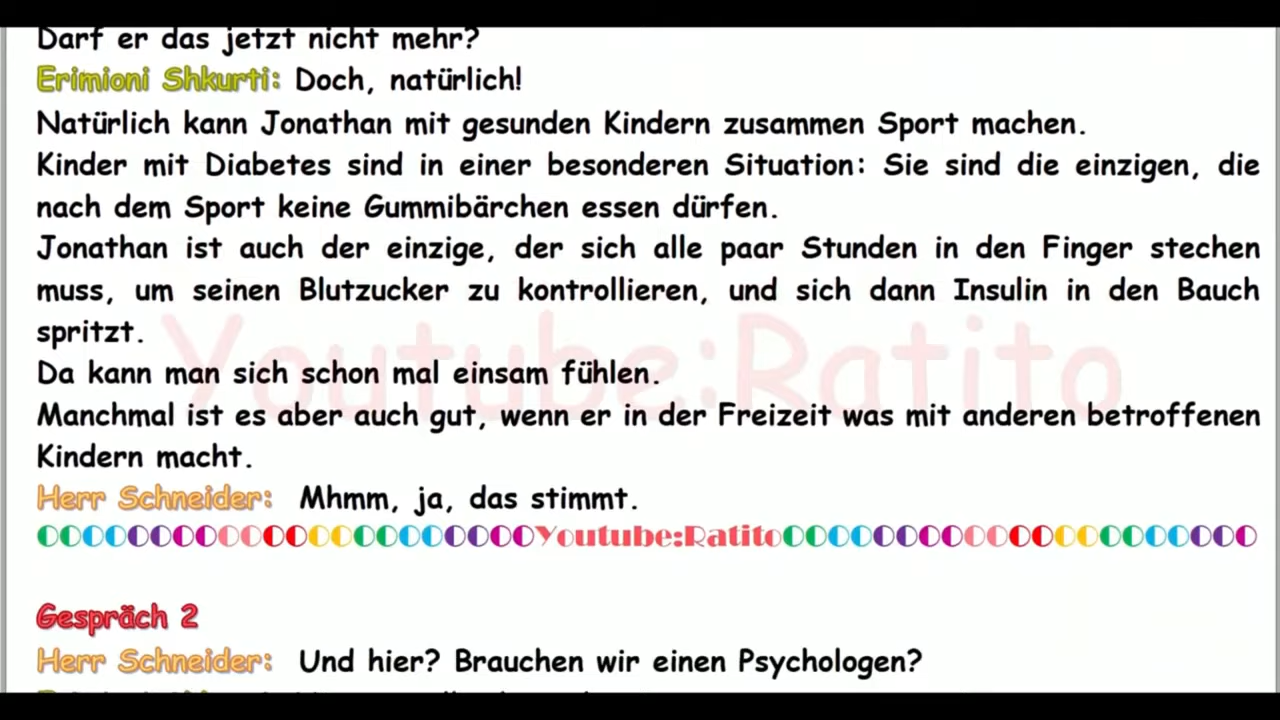 Darf er das jetzt nicht mehr?
Erimioni Shkurti: Doch, natürlich!
Natürlich kann Jonathan mit gesunden Kindern zusammen Sport machen.
Kinder mit Diabetes sind in einer besonderen Situation: Sie sind die einzigen, die
nach dem Sport keine Gummibärchen essen dürfen.
Jonathan ist auch der einzige, der sich alle paar Stunden in den Finger stechen
muss, um seinen Blutzucker zu kontrollieren, und sich dann Insulin in den Bauch
spritzt.
Youtube:Ratito
Da kann man sich schon mal einsam fühlen.
Manchmal ist es aber auch gut, wenn er in der Freizeit was mit anderen betroffenen
Kindern macht.
Herr Schneider: Mhmm, ja, das stimmt.
Youtube:Ratito
Gespräch 2
Herr Schneider: Und hier? Brauchen wir einen Psychologen?